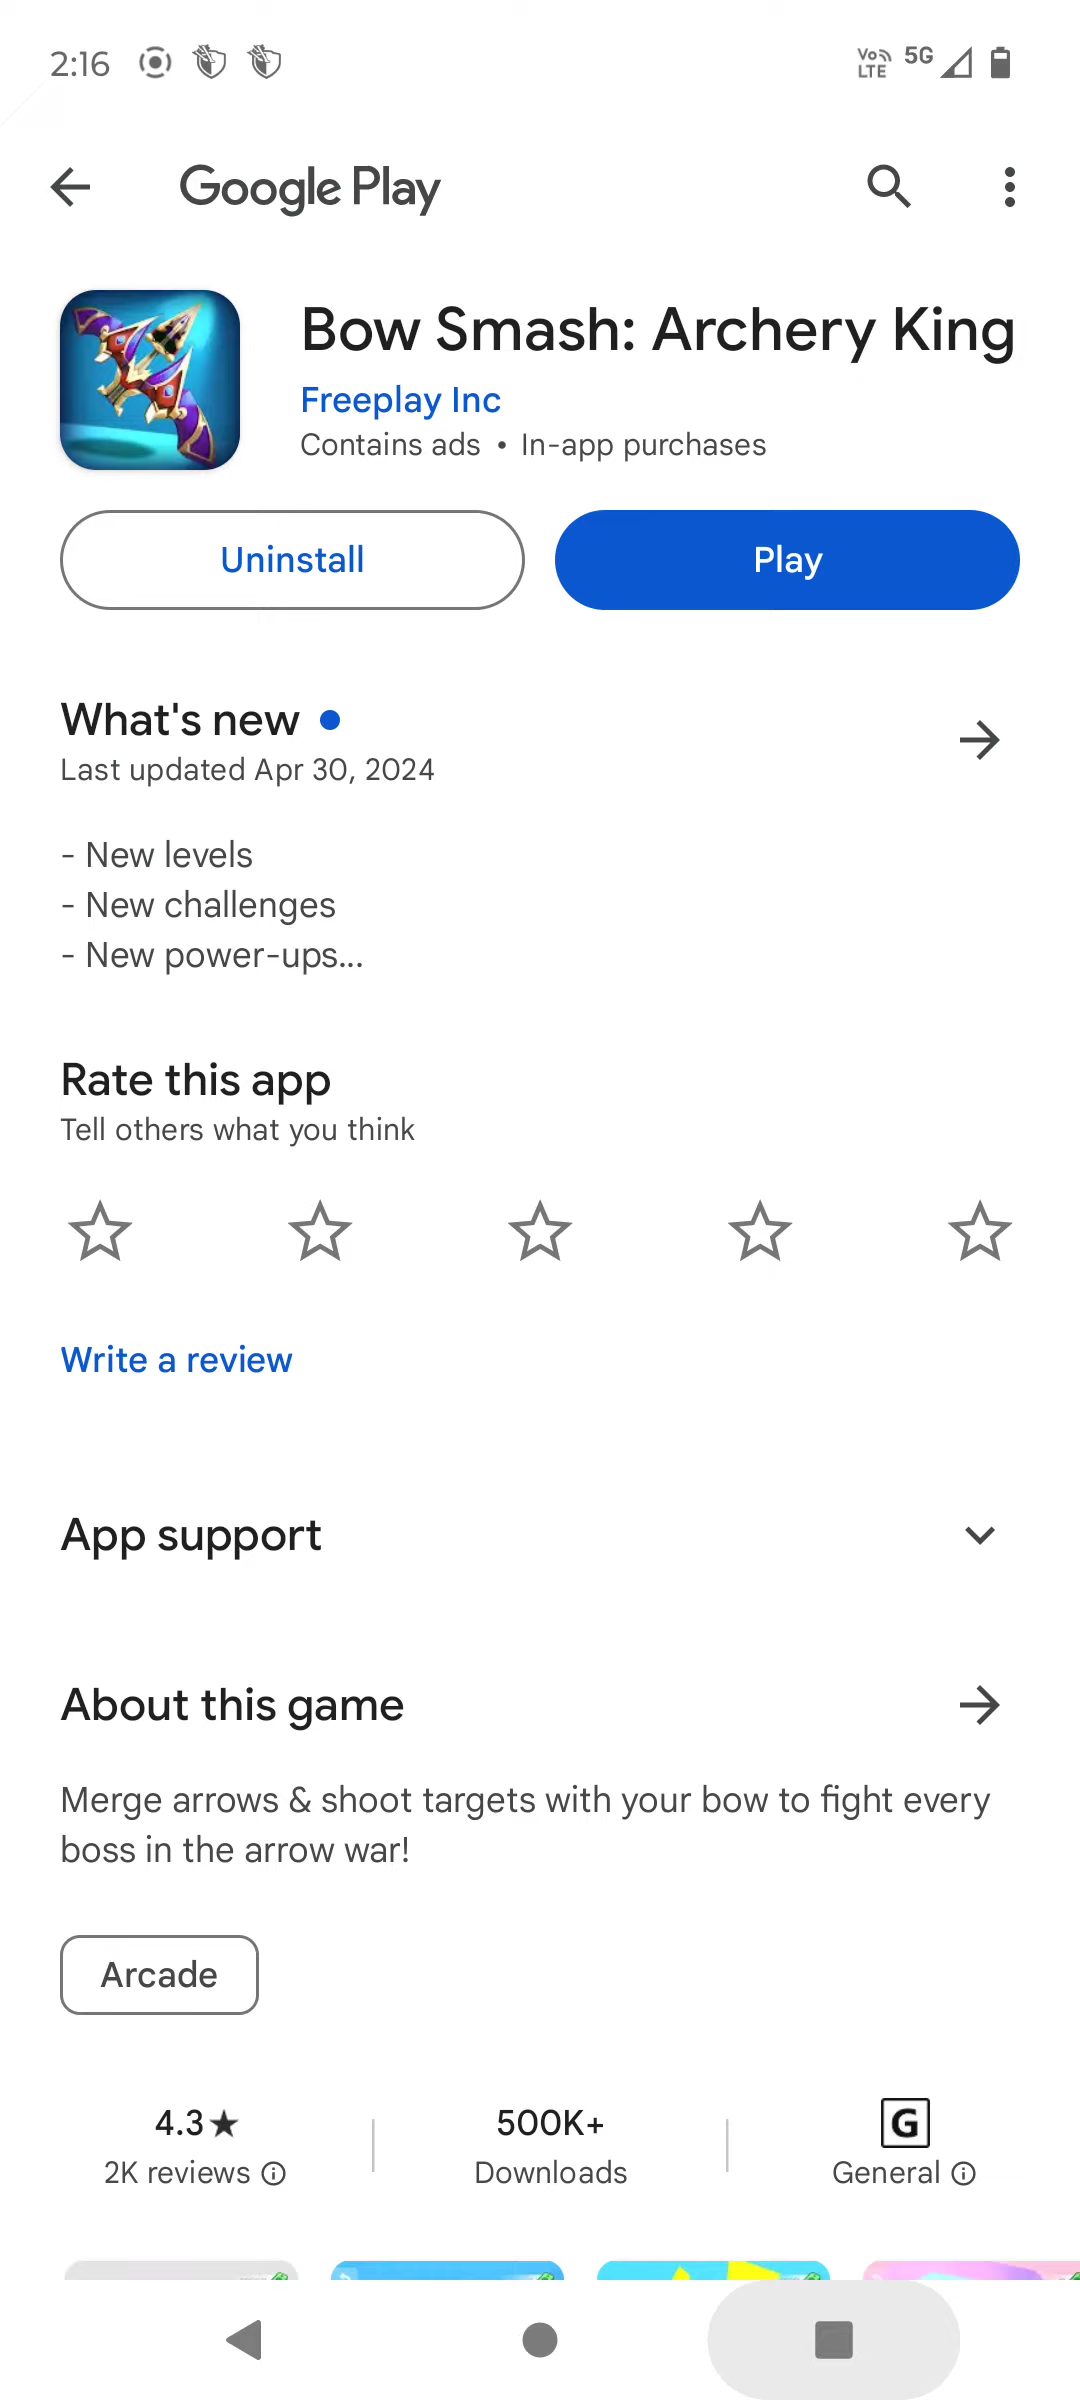 2:16
Vo LTE 5G
Google Play
Bow Smash: Archery King
Freeplay Inc
Contains ads • In-app purchases
Uninstall
Play
What's new
Last updated Apr 30, 2024
- New levels
- New challenges
- New power-ups...
Rate this app
Tell others what you think
Write a review
App support
About this game
Merge arrows & shoot targets with your bow to fight every
boss in the arrow war!
Arcade
4.3★
2K reviews
500K+
Downloads
G
General